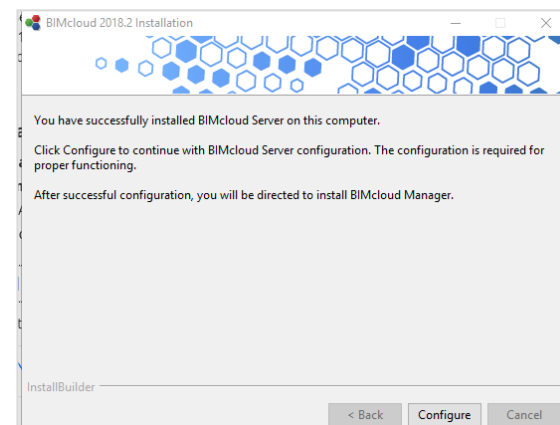 BIMcloud 2018.2 Installation
You have successfully installed BIMcloud Server on this computer.
Click Configure to continue with BIMcloud Server configuration. The configuration is required for
proper functioning.
After successful configuration, you will be directed to install BIMcloud Manager.
InstallBuilder
< Back Configure Cancel